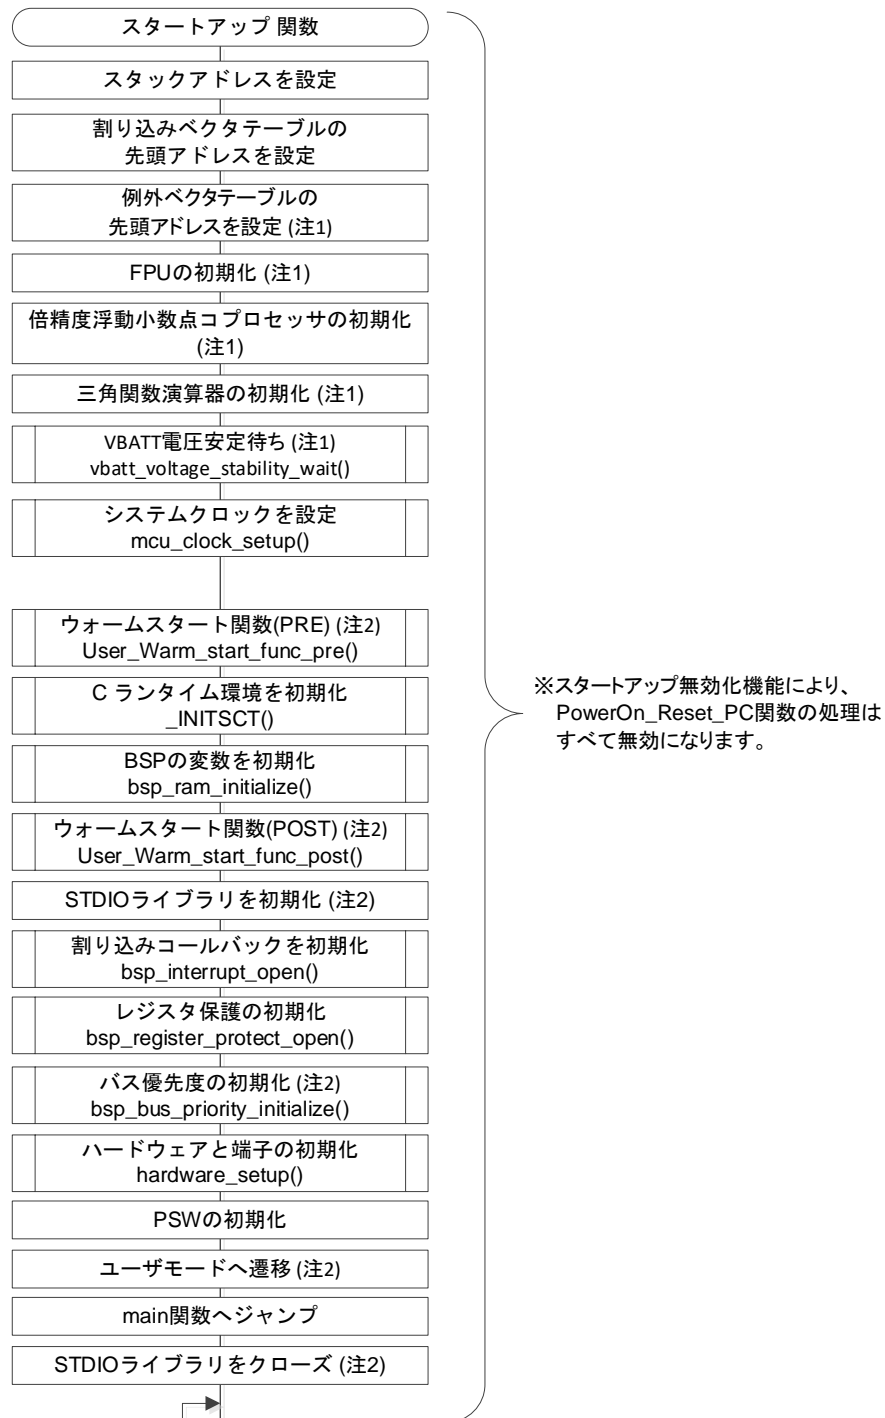 スタートアップ 関数
スタックアドレスを設定
割り込みベクタテーブルの
先頭アドレスを設定
例外ベクタテーブルの
先頭アドレスを設定 (注1)
FPUの初期化 (注1)
倍精度浮動小数点コプロセッサの初期化
(注1)
三角関数演算器の初期化 (注1)
VBATT電圧安定待ち (注1)
vbatt_voltage_stability_wait()
システムクロックを設定
mcu_clock_setup()
ウォームスタート関数(PRE) (注2)
User_Warm_start_func_pre()
C ランタイム環境を初期化
_INITSCT()
BSPの変数を初期化
bsp_ram_initialize()
ウォームスタート関数(POST) (注2)
User_Warm_start_func_post()
STDIOライブラリを初期化 (注2)
割り込みコールバックを初期化
bsp_interrupt_open()
レジスタ保護の初期化
bsp_register_protect_open()
バス優先度の初期化 (注2)
bsp_bus_priority_initialize()
ハードウェアと端子の初期化
hardware_setup()
PSWの初期化
ユーザモードへ遷移 (注2)
main関数へジャンプ
STDIOライブラリをクローズ (注2)
※スタートアップ無効化機能により、
PowerOn_Reset_PC関数の処理は
すべて無効になります。